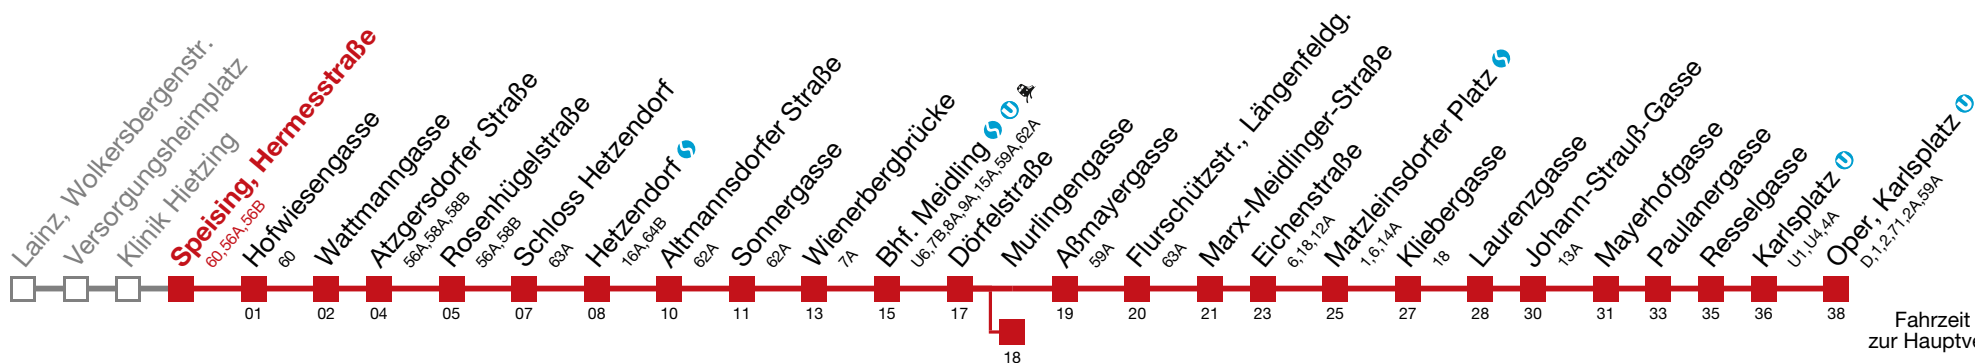 Lainz, Wolkersbergenstr.
Versorgungsheimplatz
Klinik Hietzing
Speising, Hermesstraße
60,56A,56B
Hofwiesengasse
60
01
Wattmanngasse
02
Atzgersdorfer Straße
56A,58A,58B
04
Rosenhügelstraße
56A,58B
05
Schloss Hetzendorf
63A
07
Hetzendorf
16A,64B
08
Altmannsdorfer Straße
62A
10
Sonnergasse
62A
11
Wienerbergbrücke
7A
13
Bhf. Meidling
U6,7B,8A,9A,15A,59A,62A
15
Dörfelstraße
17
Murlingengasse
18
Aßmayergasse
59A
19
Flurschützstr., Längenfeldg.
63A
20
Marx-Meidlinger-Straße
21
Eichenstraße
6,18,12A
23
Matzleinsdorfer Platz
1,6,14A
25
Kliebergasse
18
27
Laurenzgasse
28
Johann-Strauß-Gasse
13A
30
Mayerhofgasse
31
Paulanergasse
33
Resselgasse
35
Karlsplatz
U1,U4,4A
36
Oper, Karlsplatz
D,1,2,71,2A,59A
38
Fahrzeit
zur Hauptve